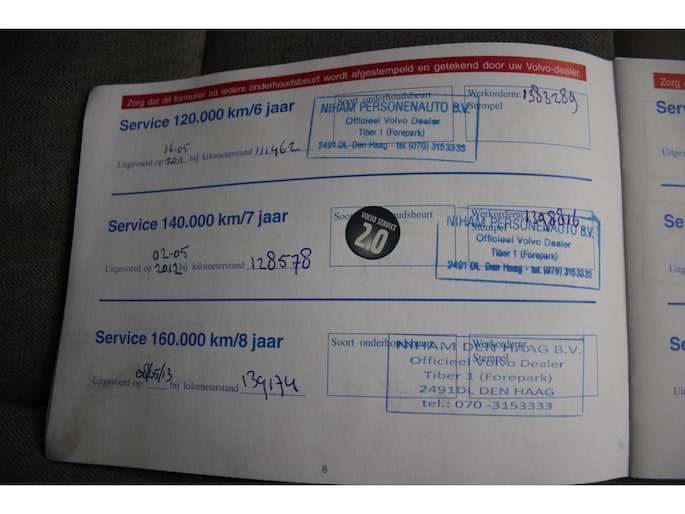 Zorg dat dit formulier na iedere onderhoudsbeurt wordt afgestempeld en getekend door uw Volvo-dealer.
Service 120.000 km/6 jaar
Soort onderhoudsbeurt
Werkordernr. 1383289
Stempel
NIHAM PERSONENAUTO B.V.
Officieel Volvo Dealer
Tiber 1 (Forepark)
2491 DL Den Haag - tel. (070) 3153333
16-05
Uitgevoerd op 2011 bij kilometerstand 111462
Service 140.000 km/7 jaar
Soort onderhoudsbeurt
VOLVO SERVICE
2.0
Werkordernr. 1398816
Stempel
NIHAM PERSONENAUTO B.V.
Officieel Volvo Dealer
Tiber 1 (Forepark)
2491 DL Den Haag - tel. (070) 3153333
02-05
Uitgevoerd op 2012 bij kilometerstand 128578
Service 160.000 km/8 jaar
Soort onderhoudsbeurt
Werkordernr.
Stempel
NIHAM DEN HAAG B.V.
Officieel Volvo Dealer
Tiber 1 (Forepark)
2491DL DEN HAAG
tel.: 070 -3153333
Uitgevoerd op 08/05/13 bij kilometerstand 139174
8
Zorg